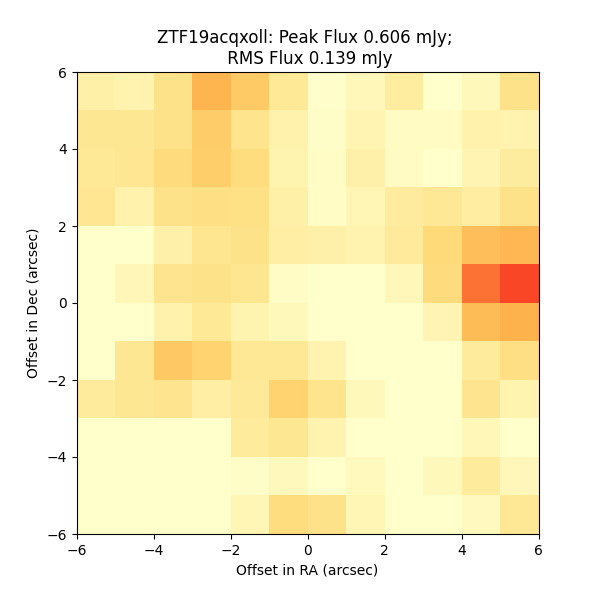 ZTF19acqxoll: Peak Flux 0.606 mJy;
RMS Flux 0.139 mJy
6
4
2
0
−2
−4
−6
Offset in Dec (arcsec)
−6 −4 −2 0 2 4 6
Offset in RA (arcsec)